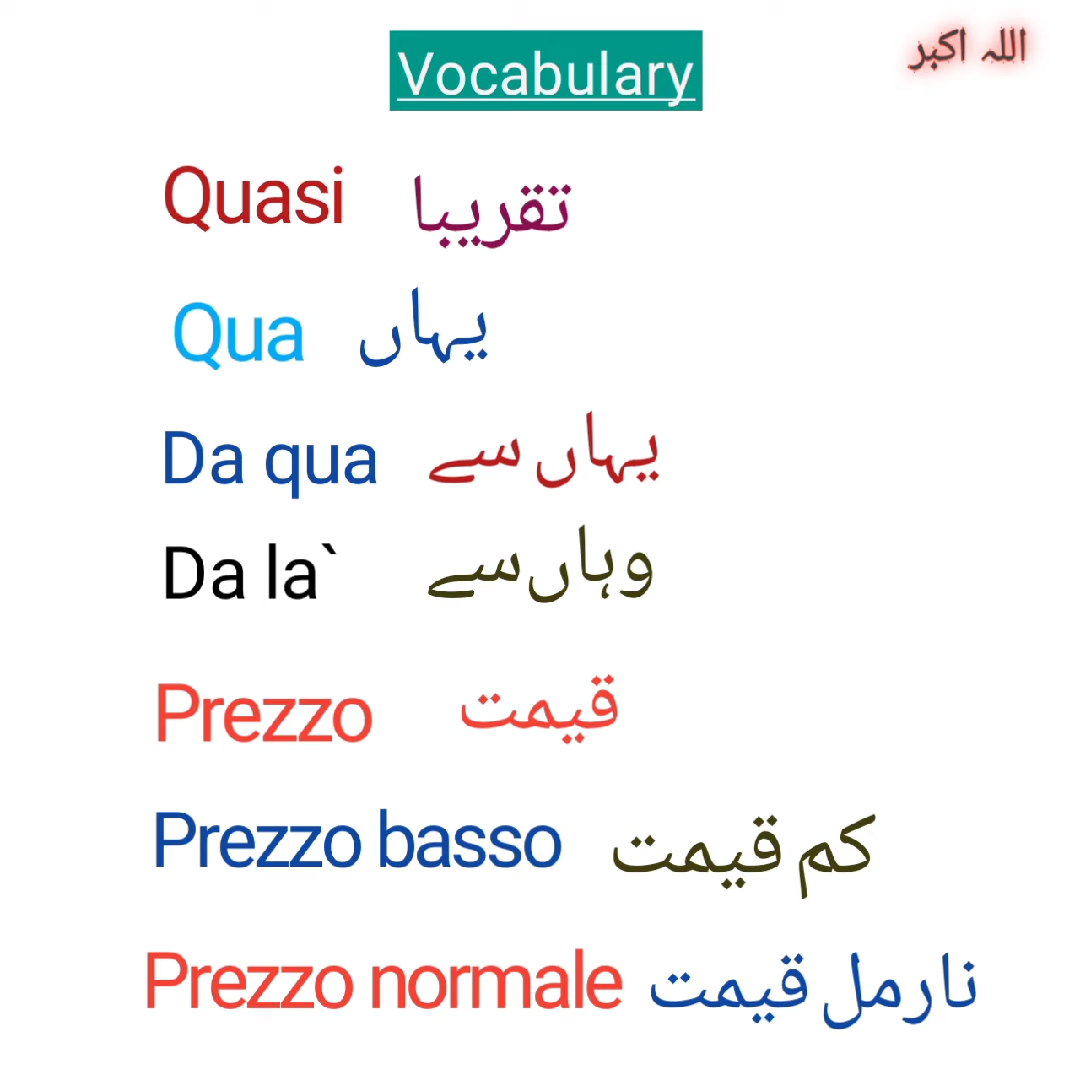 Vocabulary
اللہ اکبر
Quasi تقریبا
Qua یہاں
Da qua یہاں سے
Da la` وہاں سے
Prezzo قیمت
Prezzo basso کم قیمت
Prezzo normale نارمل قیمت